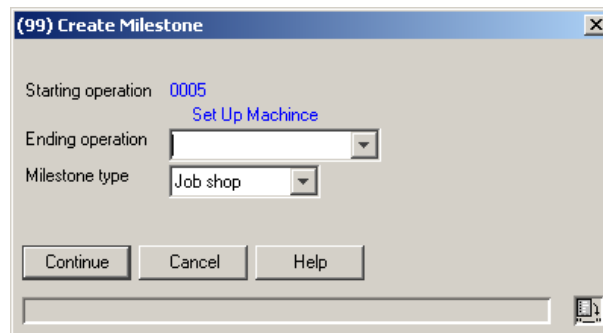 (99) Create Milestone
Starting operation 0005
Set Up Machince
Ending operation
Milestone type Job shop
Continue Cancel Help